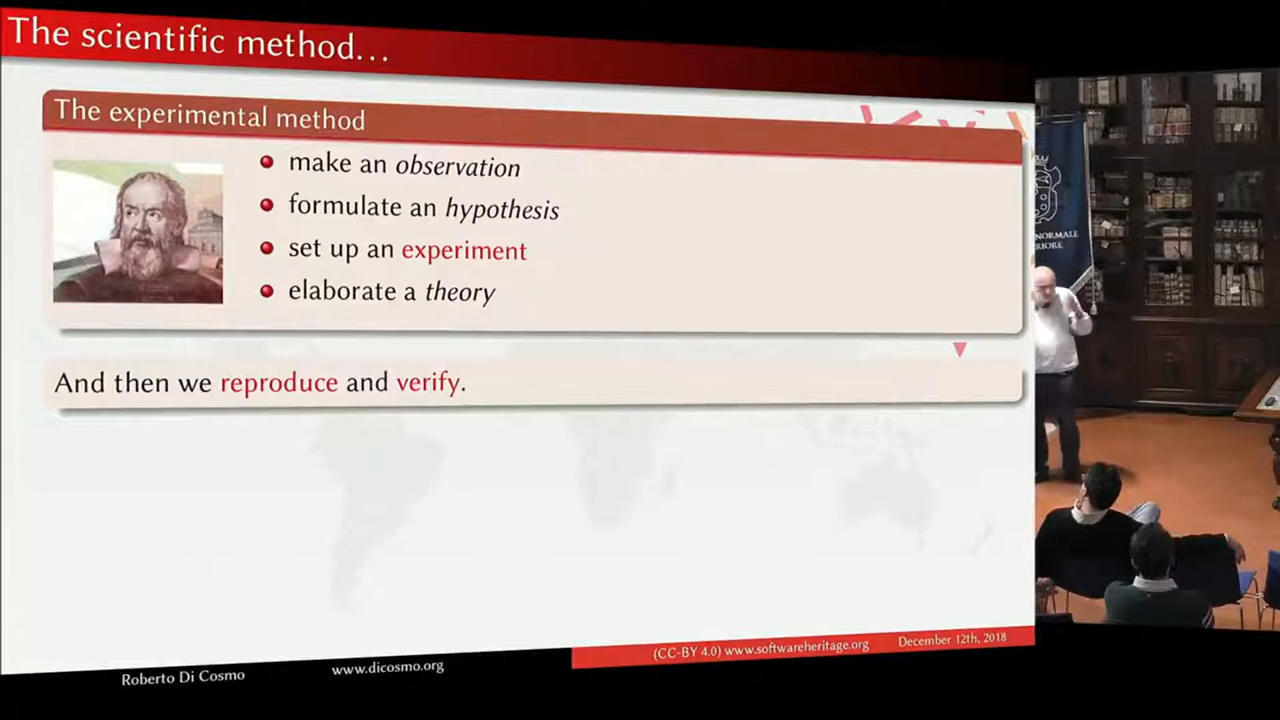 The scientific method...
The experimental method
make an observation
formulate an hypothesis
set up an experiment
elaborate a theory
And then we reproduce and verify.
NORMALE
RIORE
Roberto Di Cosmo
www.dicosmo.org
(CC-BY 4.0) www.softwareheritage.org
December 12th, 2018